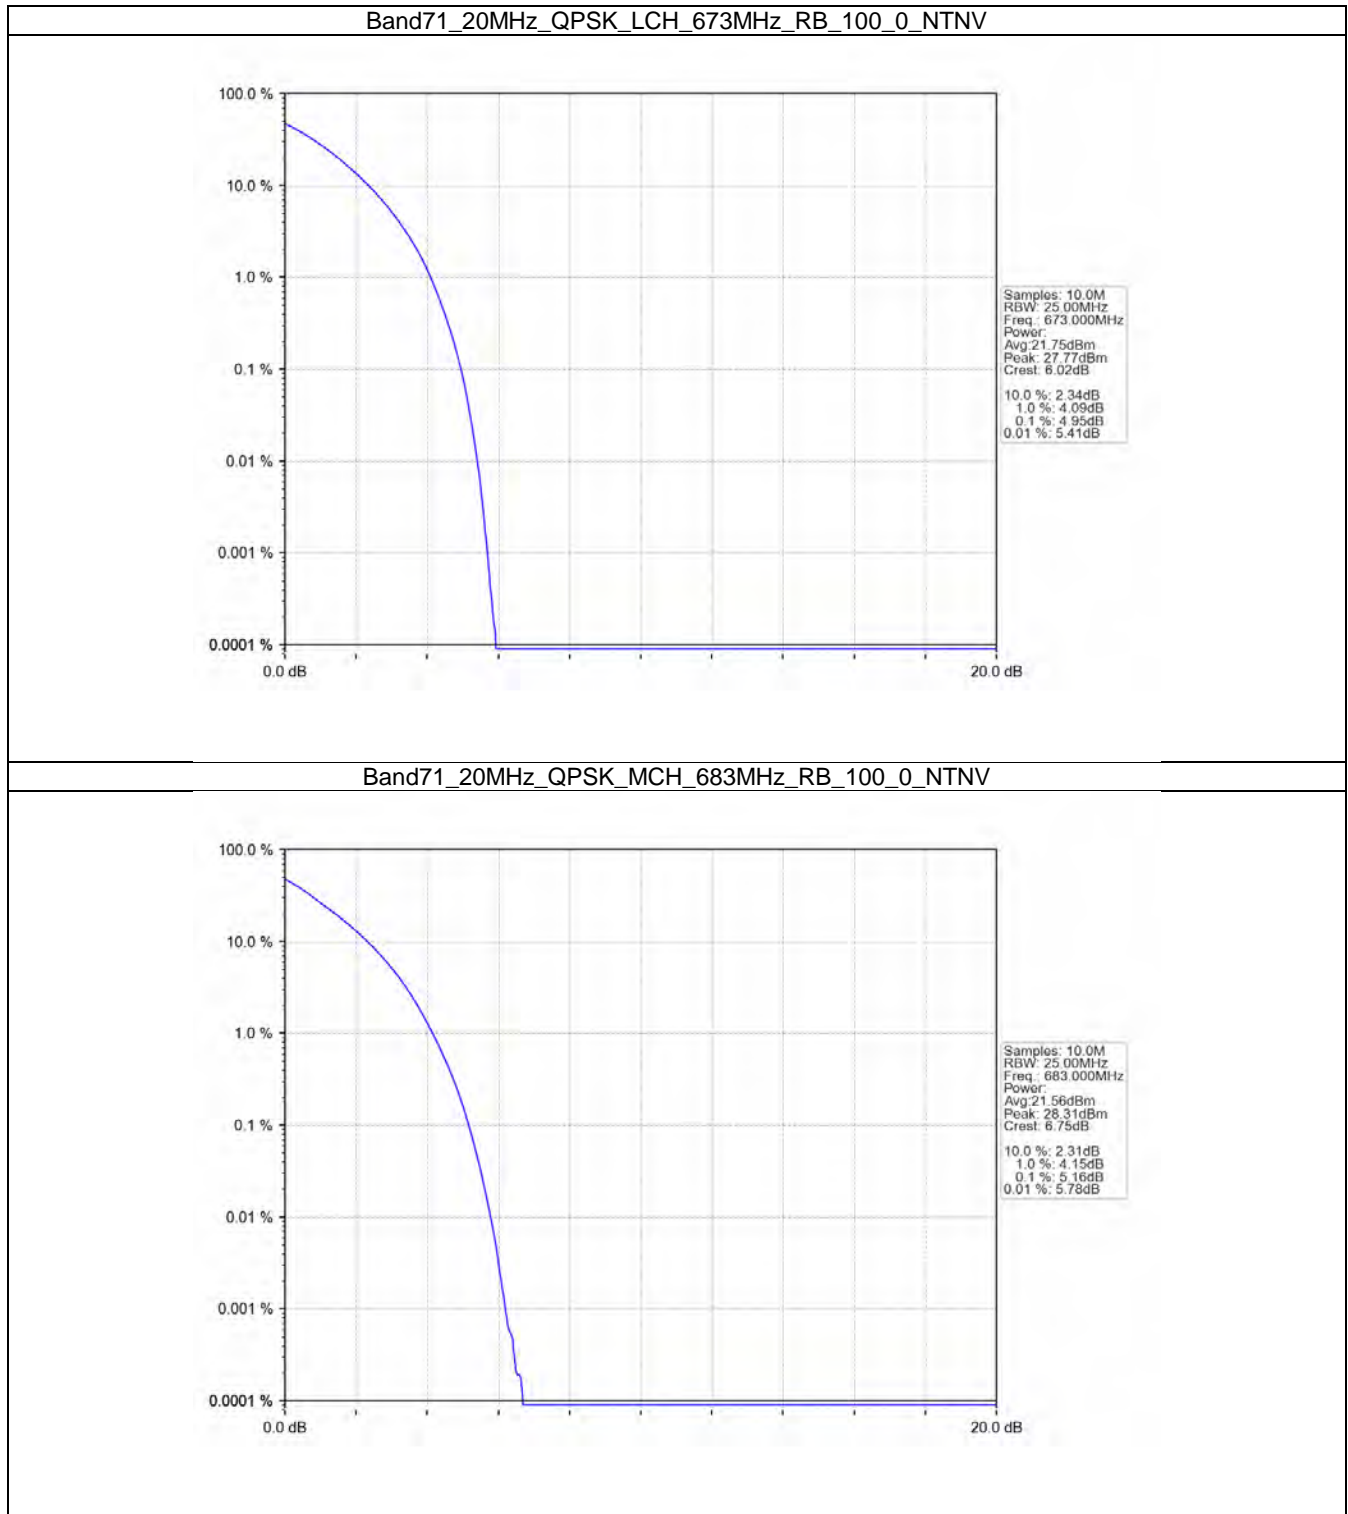 Band71_20MHz_QPSK_LCH_673MHz_RB_100_0_NTNV
100.0 %
10.0 %
1.0 %
0.1 %
0.01 %
0.001 %
0.0001 %
0.0 dB
20.0 dB
Samples: 10.0M
RBW: 25.00MHz
Freq.: 673.000MHz
Power:
Avg:21.75dBm
Peak: 27.77dBm
Crest: 6.02dB
10.0 %: 2.34dB
1.0 %: 4.09dB
0.1 %: 4.95dB
0.01 %: 5.41dB
Band71_20MHz_QPSK_MCH_683MHz_RB_100_0_NTNV
100.0 %
10.0 %
1.0 %
0.1 %
0.01 %
0.001 %
0.0001 %
0.0 dB
20.0 dB
Samples: 10.0M
RBW: 25.00MHz
Freq.: 683.000MHz
Power:
Avg:21.56dBm
Peak: 28.31dBm
Crest: 6.75dB
10.0 %: 2.31dB
1.0 %: 4.15dB
0.1 %: 5.16dB
0.01 %: 5.78dB